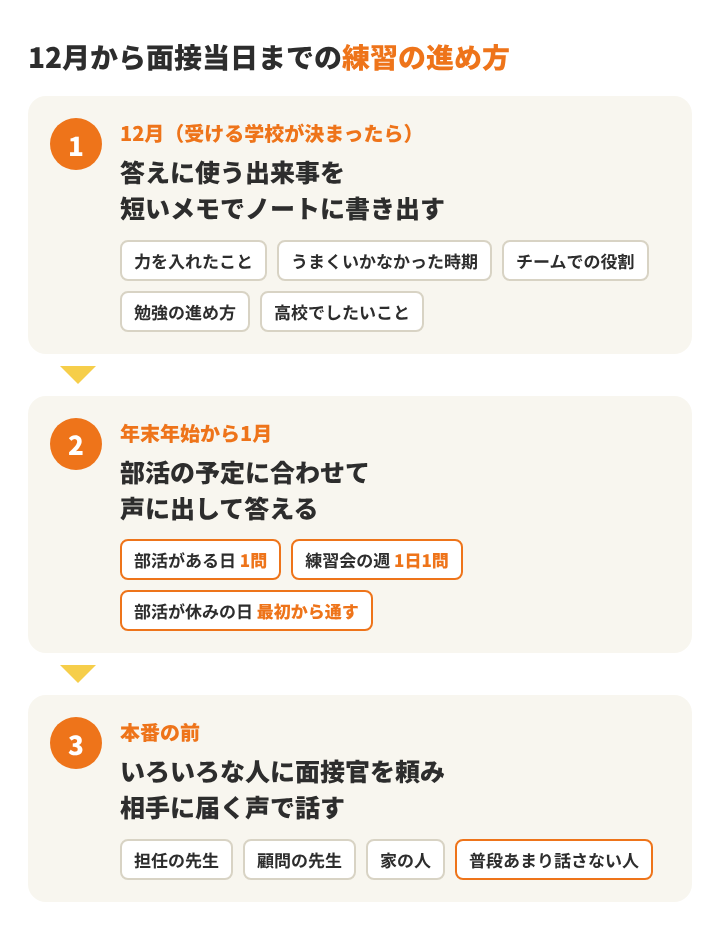 12月から面接当日までの練習の進め方
1
12月（受ける学校が決まったら）
答えに使う出来事を
短いメモでノートに書き出す
力を入れたこと
うまくいかなかった時期
チームでの役割
勉強の進め方
高校でしたいこと
2
年末年始から1月
部活の予定に合わせて
声に出して答える
部活がある日 1問
練習会の週 1日1問
部活が休みの日 最初から通す
3
本番の前
いろいろな人に面接官を頼み
相手に届く声で話す
担任の先生
顧問の先生
家の人
普段あまり話さない人